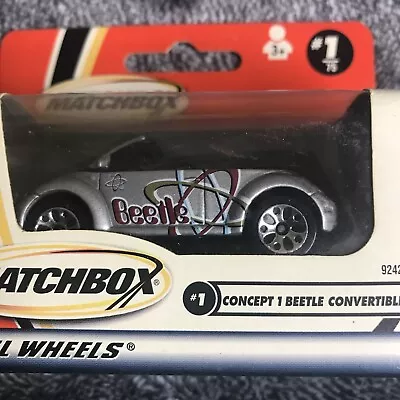 #1
75
3+
MATCHBOX
Beetle
MATCHBOX®
9242
#1 CONCEPT 1 BEETLE CONVERTIBLE
WHEELS®